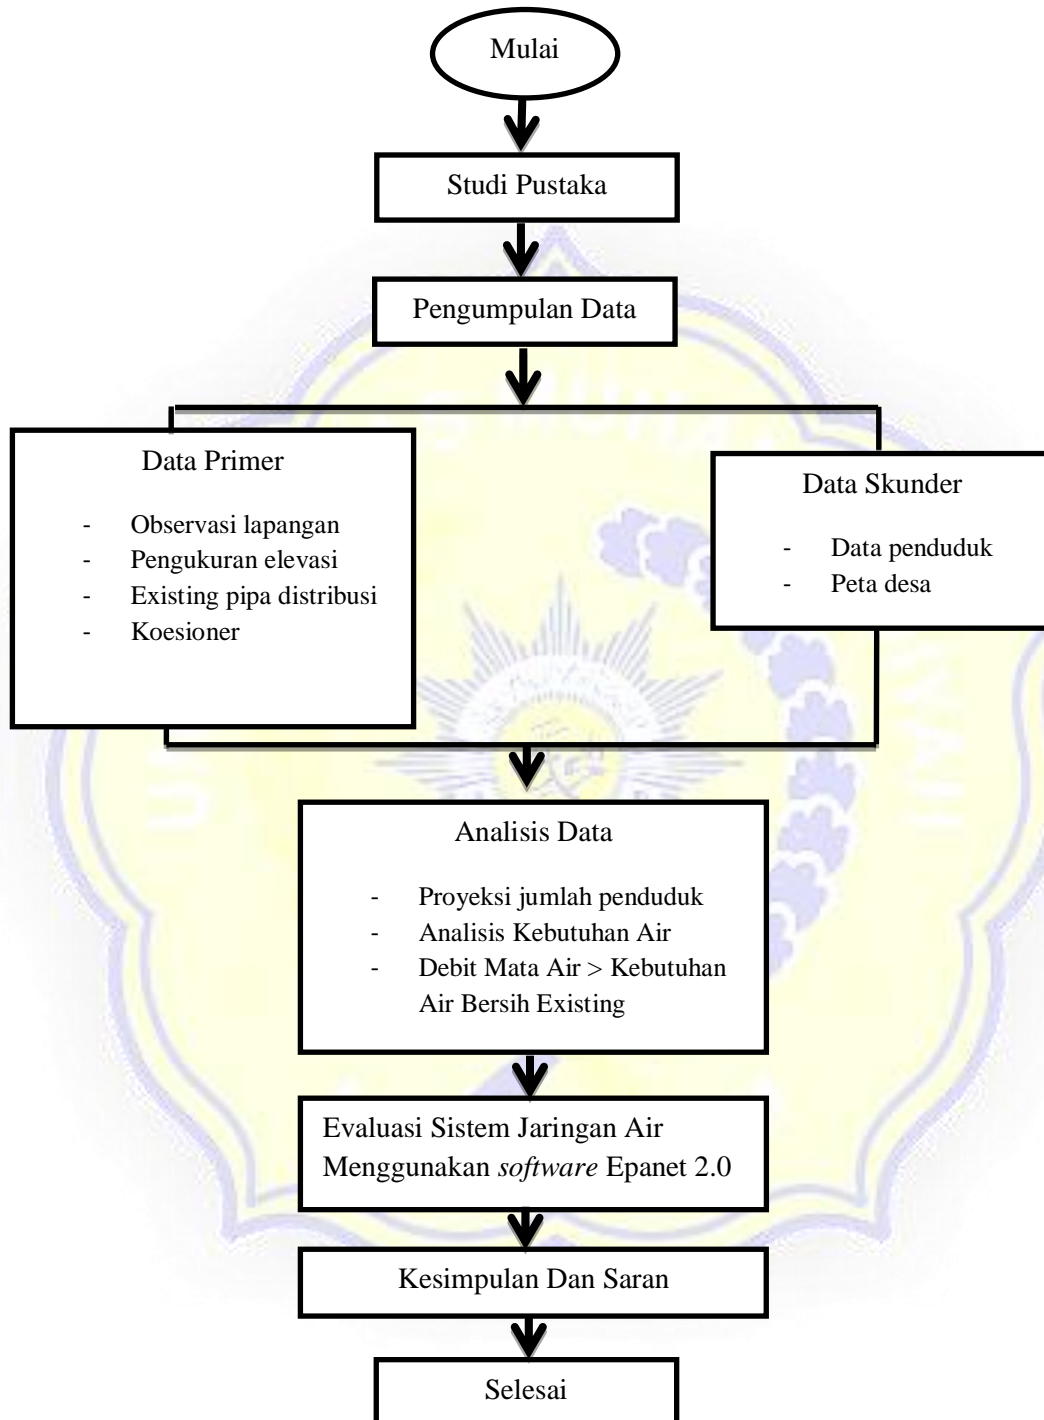 Mulai
Studi Pustaka
Pengumpulan Data
Data Primer
- Observasi lapangan
- Pengukuran elevasi
- Existing pipa distribusi
- Koesioner
Data Skunder
- Data penduduk
- Peta desa
Analisis Data
- Proyeksi jumlah penduduk
- Analisis Kebutuhan Air
- Debit Mata Air > Kebutuhan
Air Bersih Existing
Evaluasi Sistem Jaringan Air
Menggunakan software Epanet 2.0
Kesimpulan Dan Saran
Selesai